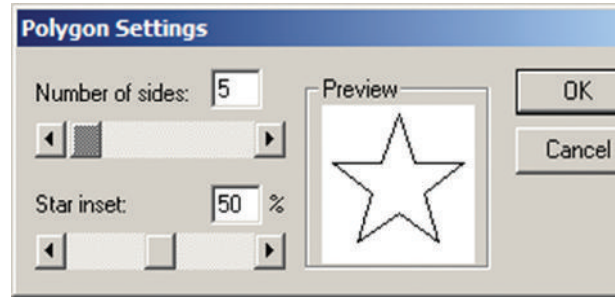 Polygon Settings
Number of sides: 5
Preview
OK
Cancel
Star inset: 50 %